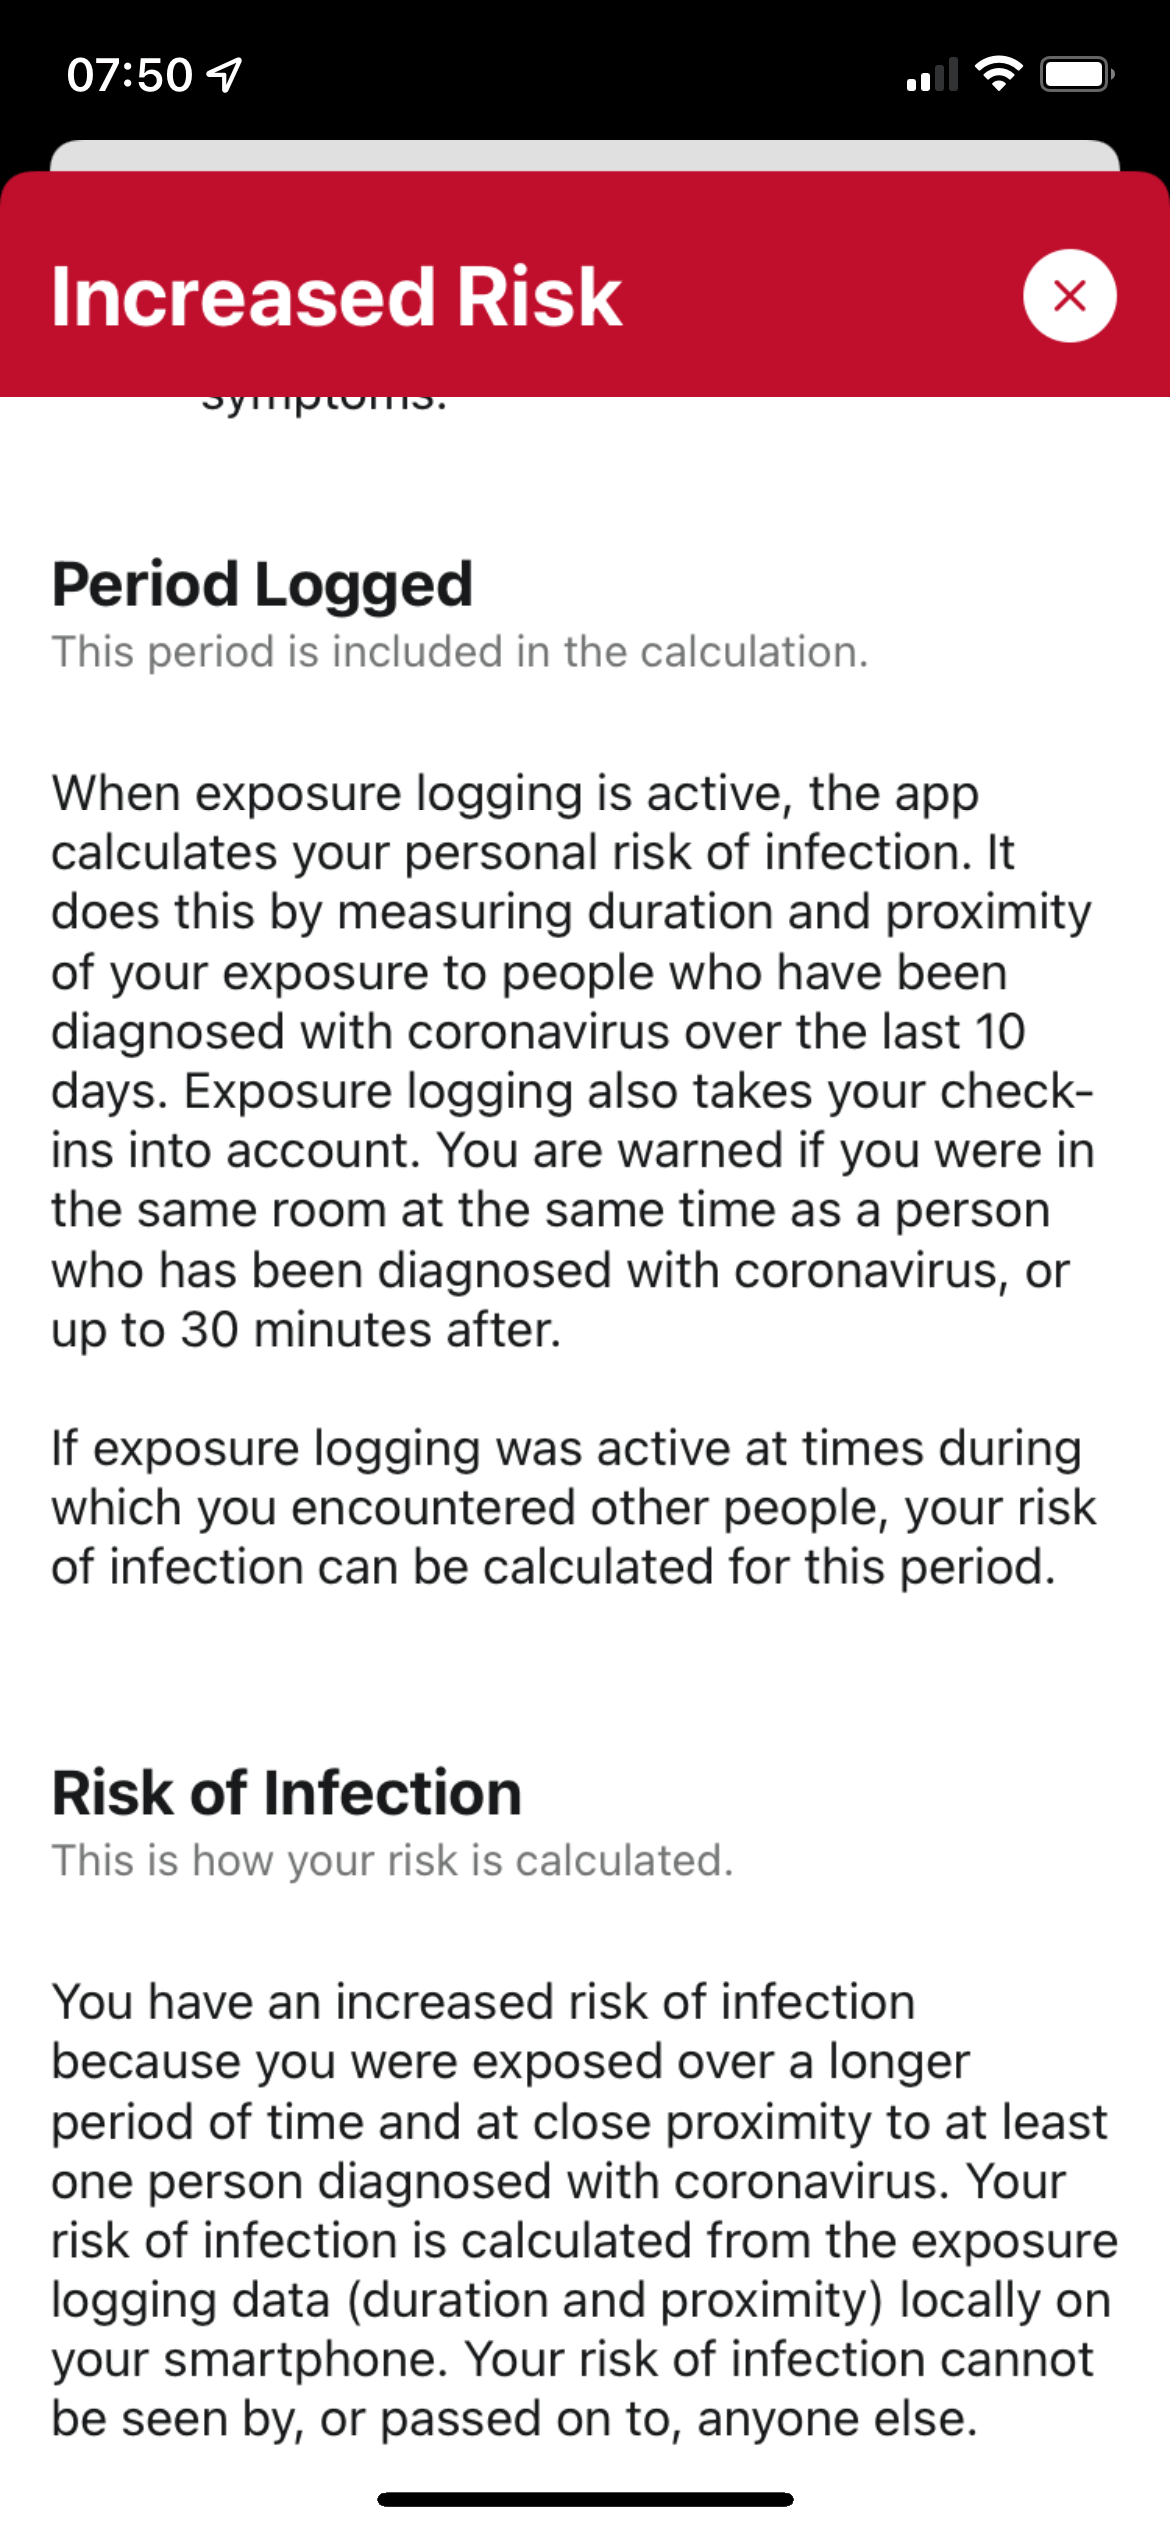 07:50
Increased Risk
symptoms.
Period Logged
This period is included in the calculation.
When exposure logging is active, the app
calculates your personal risk of infection. It
does this by measuring duration and proximity
of your exposure to people who have been
diagnosed with coronavirus over the last 10
days. Exposure logging also takes your check-
ins into account. You are warned if you were in
the same room at the same time as a person
who has been diagnosed with coronavirus, or
up to 30 minutes after.
If exposure logging was active at times during
which you encountered other people, your risk
of infection can be calculated for this period.
Risk of Infection
This is how your risk is calculated.
You have an increased risk of infection
because you were exposed over a longer
period of time and at close proximity to at least
one person diagnosed with coronavirus. Your
risk of infection is calculated from the exposure
logging data (duration and proximity) locally on
your smartphone. Your risk of infection cannot
be seen by, or passed on to, anyone else.